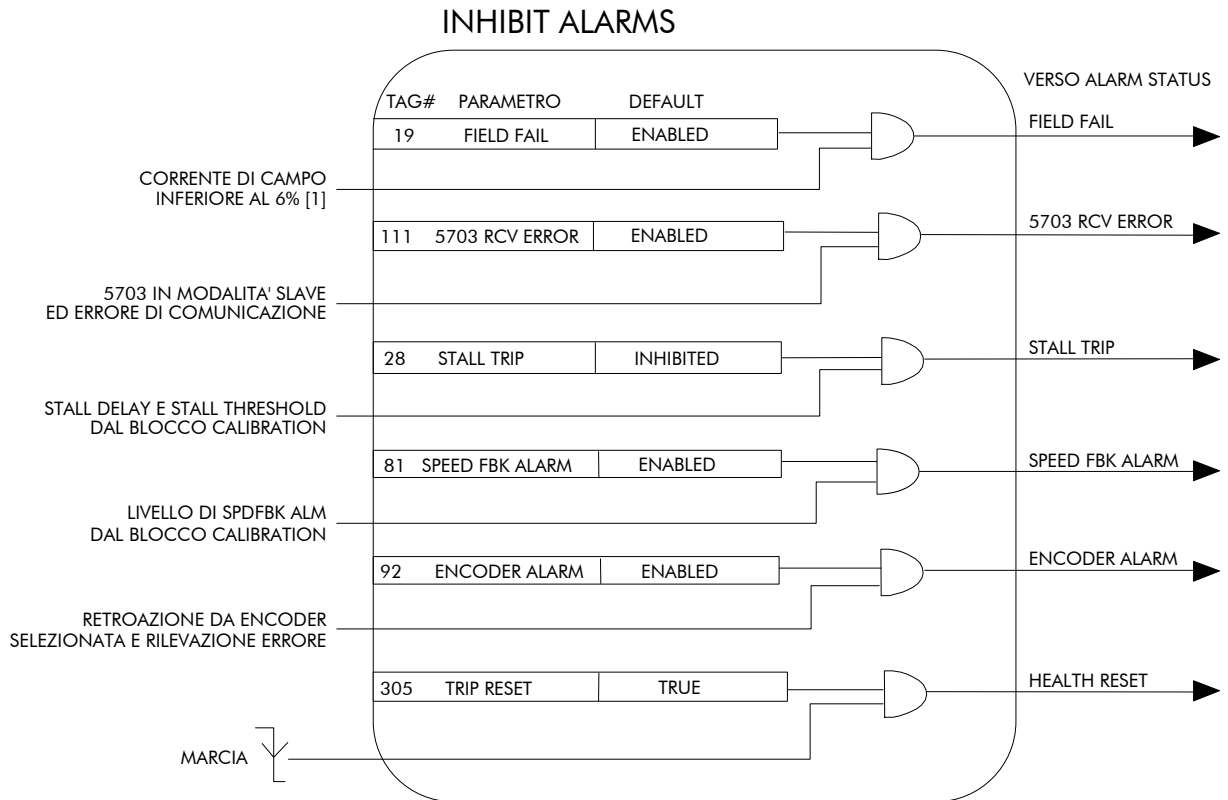 INHIBIT ALARMS
VERSO ALARM STATUS
TAG# PARAMETRO DEFAULT
19 FIELD FAIL ENABLED
FIELD FAIL
CORRENTE DI CAMPO
INFERIORE AL 6% [1]
111 5703 RCV ERROR ENABLED
5703 RCV ERROR
5703 IN MODALITA' SLAVE
ED ERRORE DI COMUNICAZIONE
28 STALL TRIP INHIBITED
STALL TRIP
STALL DELAY E STALL THRESHOLD
DAL BLOCCO CALIBRATION
81 SPEED FBK ALARM ENABLED
SPEED FBK ALARM
LIVELLO DI SPDFBK ALM
DAL BLOCCO CALIBRATION
92 ENCODER ALARM ENABLED
ENCODER ALARM
RETROAZIONE DA ENCODER
SELEZIONATA E RILEVAZIONE ERRORE
305 TRIP RESET TRUE
HEALTH RESET
MARCIA